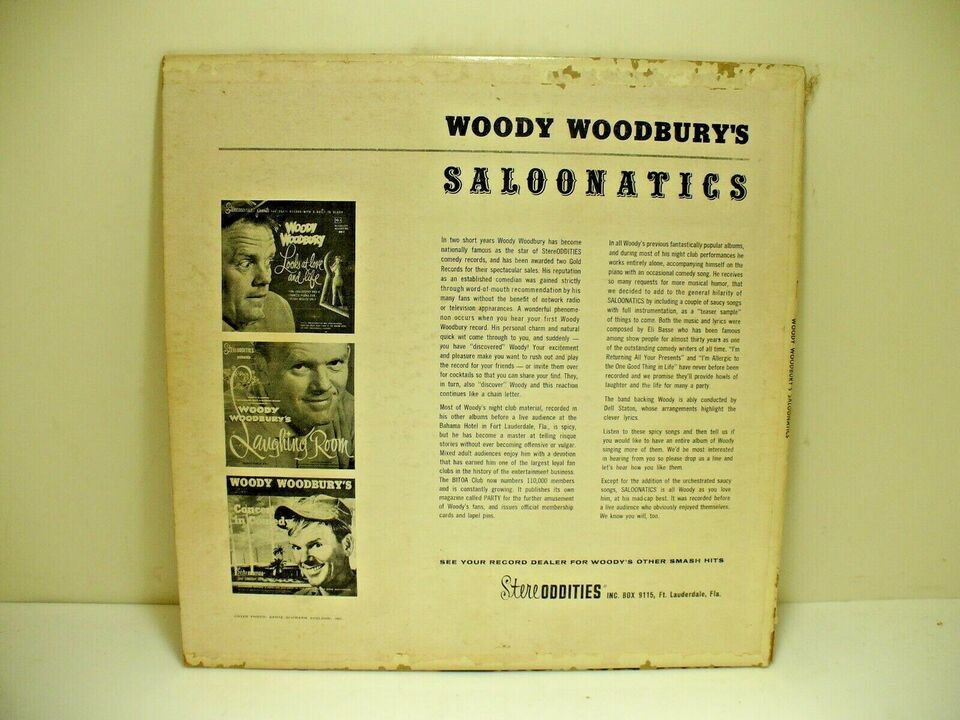 WOODY WOODBURY'S
SALOONATICS
StereODDITIES
WOODY
WOODBURY
Looks at love
and life
StereODDITIES
WOODY
WOODBURY'S
Laughing Room
WOODY WOODBURY'S
Concert
in
In two short years Woody Woodbury has become
nationally famous as the star of StereODDITIES
comedy records, and has been awarded two Gold
Records for their spectacular sales. His reputation
as an established comedian was gained strictly
through word-of-mouth recommendation by his
many fans without the benefit of network radio
or television appearances. A wonderful phenome-
non occurs when you hear your first Woody
Woodbury record. His personal charm and natural
quick wit come through to you, and suddenly —
you have "discovered" Woody! Your excitement
and pleasure make you want to rush out and play
the record for your friends — or invite them over
for cocktails so that you can share your find. They,
in turn, also "discover" Woody and this reaction
continues like a chain letter.
Most of Woody's night club material, recorded in
his other albums before a live audience at the
Bahama Hotel in Fort Lauderdale, Fla., is spicy,
but he has become a master at telling risque
stories without ever becoming offensive or vulgar.
Mixed adult audiences enjoy him with a devotion
that has earned him one of the largest loyal fan
clubs in the history of the entertainment business.
The BITOA Club now numbers 110,000 members
and is constantly growing. It publishes its own
magazine called PARTY for the further amusement
of Woody's fans, and issues official membership
cards and lapel pins.
In all Woody's previous fantastically popular albums,
and during most of his night club performances he
works entirely alone, accompanying himself on the
piano with an occasional comedy song. He receives
so many requests for more musical humor, that
we decided to add to the general hilarity of
SALOONATICS by including a couple of saucy songs
with full instrumentation, as a "teaser sample"
of things to come. Both the music and lyrics were
composed by Eli Basse who has been famous
among show people for almost thirty years as one
of the outstanding comedy writers of all time. "I'm
Returning All Your Presents" and "I'm Allergic to
the One Good Thing in Life" have never before been
recorded and we promise they'll provide howls of
laughter and the life for many a party.
The band backing Woody is ably conducted by
Dell Staton, whose arrangements highlight the
clever lyrics.
Listen to these spicy songs and then tell us if
you would like to have an entire album of Woody
singing more of them. We'd be most interested
in hearing from you so please drop us a line and
let's hear how you like them.
Except for the addition of the orchestrated saucy
songs, SALOONATICS is all Woody as you love
him, at his mad-cap best. It was recorded before
a live audience who obviously enjoyed themselves.
We know you will, too.
SEE YOUR RECORD DEALER FOR WOODY'S OTHER SMASH HITS
StereODDITIES INC. BOX 9115, Ft. Lauderdale, Fla.
WOODY WOODBURY'S SALOONATICS